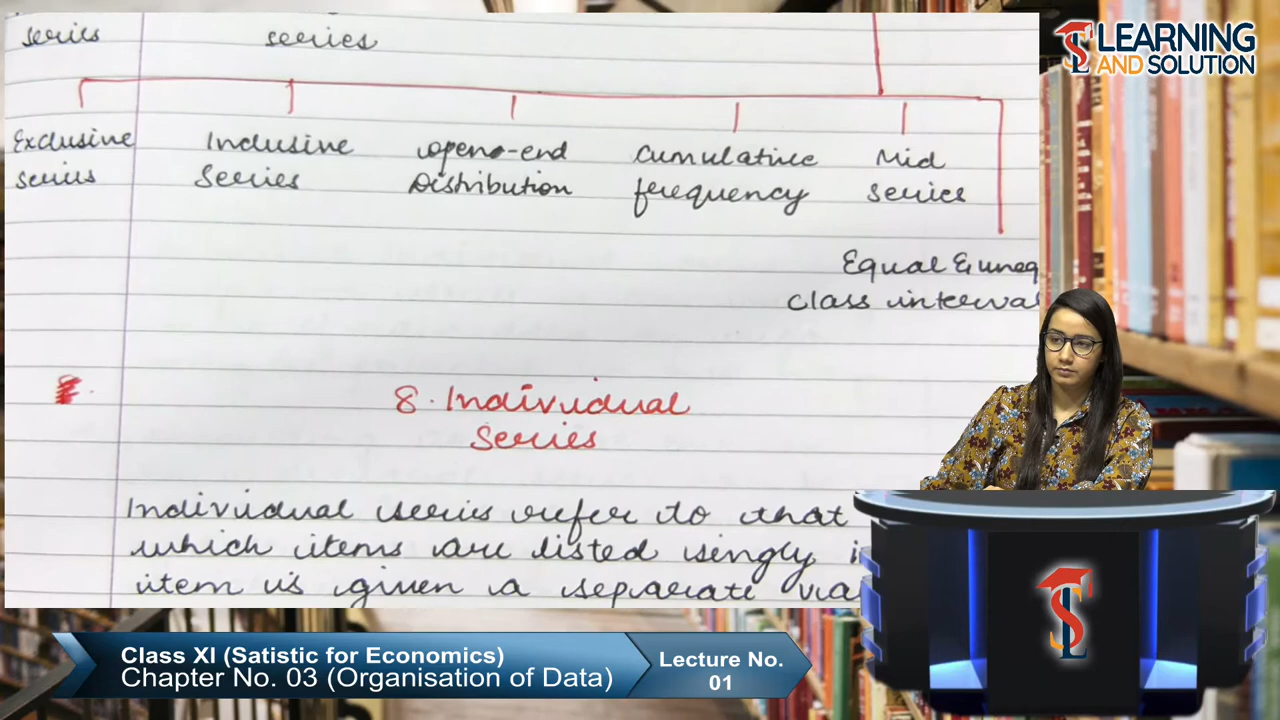 series series
Exclusive Inclusive open-end cumulative Mid
series Series Distribution frequency series
Equal & uneq
class interval
8. Individual
Series
Individual series refer to that
which items are listed singly i
item is given a separate va
LEARNING
AND SOLUTION
Class XI (Satistic for Economics)
Chapter No. 03 (Organisation of Data)
Lecture No.
01